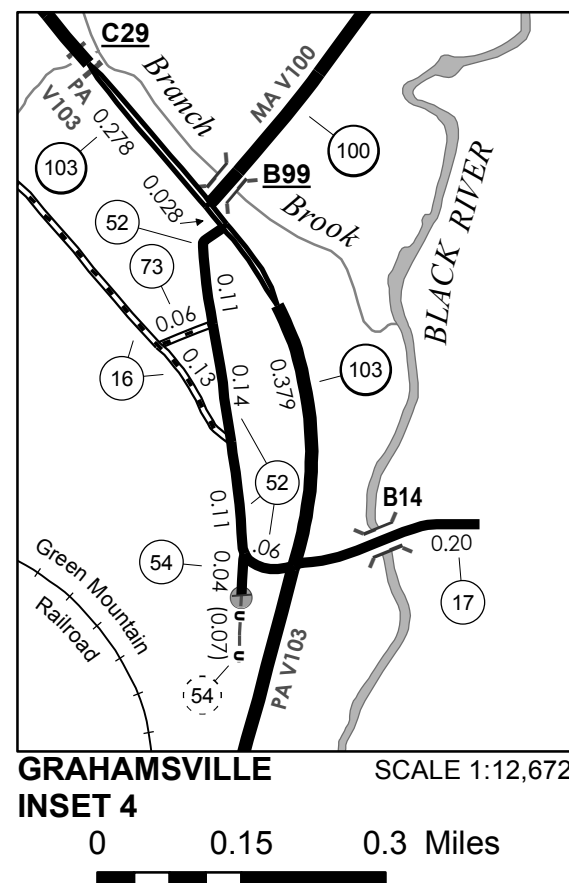 C29
Branch
MA V100
PA
V103
0.278
103
100
B99
Brook
BLACK RIVER
0.028
52
73
0.11
0.06
16
0.13
0.14
0.379
103
52
B14
0.11
.06
0.20
54
0.04
17
(0.07)
54
Green Mountain
Railroad
PA V103
GRAHAMSVILLE
SCALE 1:12,672
INSET 4
0
0.15
0.3 Miles